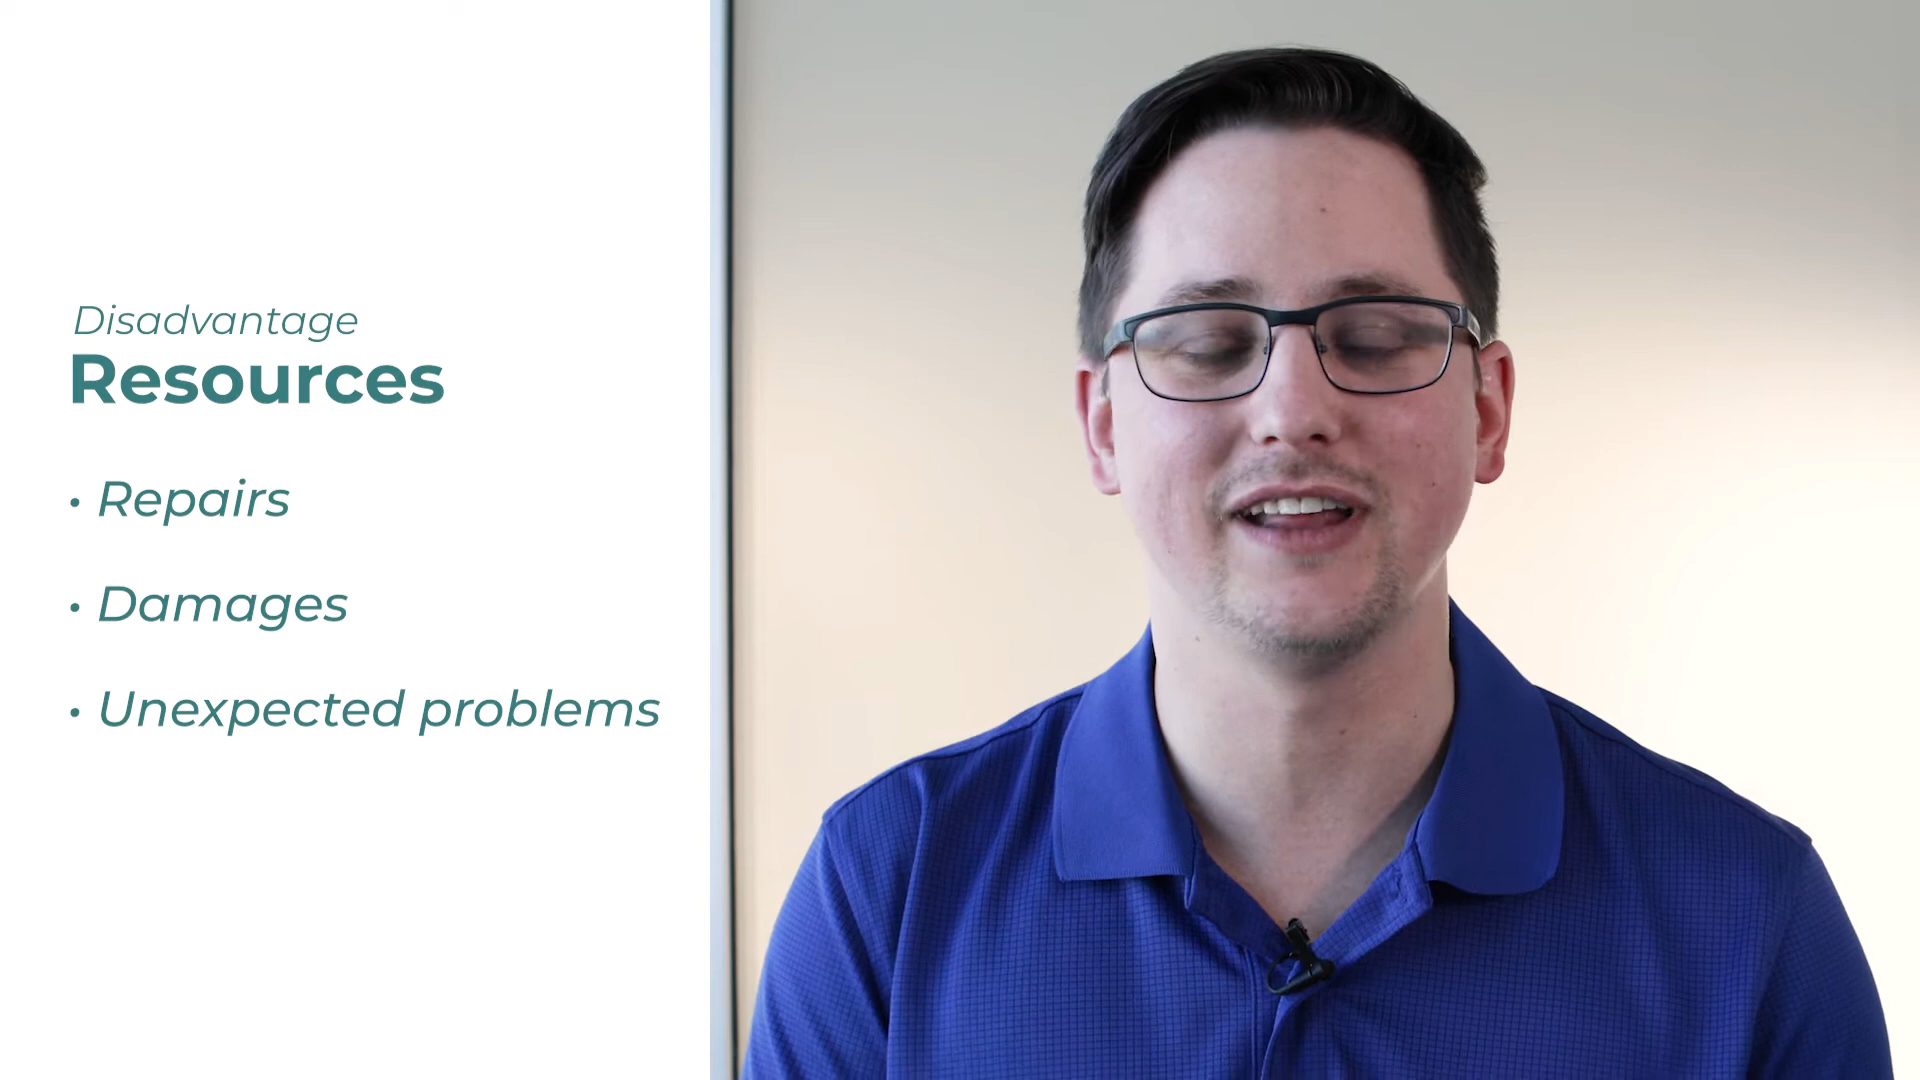 Disadvantage
Resources
• Repairs
• Damages
• Unexpected problems